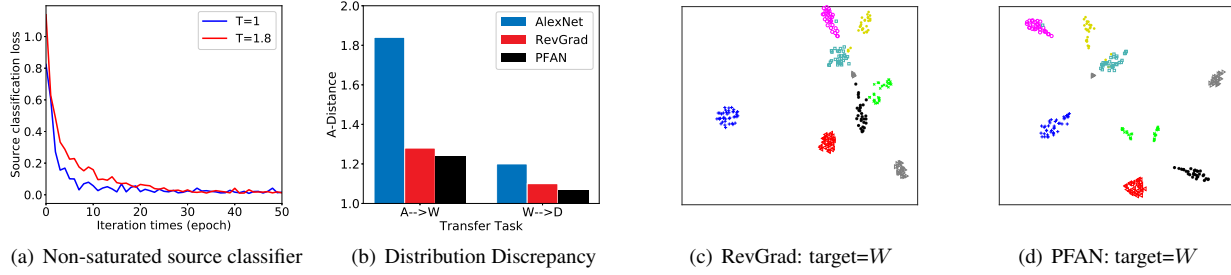 Source classification loss
1.0
0.8
0.6
0.4
0.2
0.0
T=1
T=1.8
0 10 20 30 40 50
Iteration times (epoch)
(a) Non-saturated source classifier
A-Distance
2.0
1.8
1.6
1.4
1.2
1.0
AlexNet
RevGrad
PFAN
A-->W W-->D
Transfer Task
(b) Distribution Discrepancy
(c) RevGrad: target=W
(d) PFAN: target=W